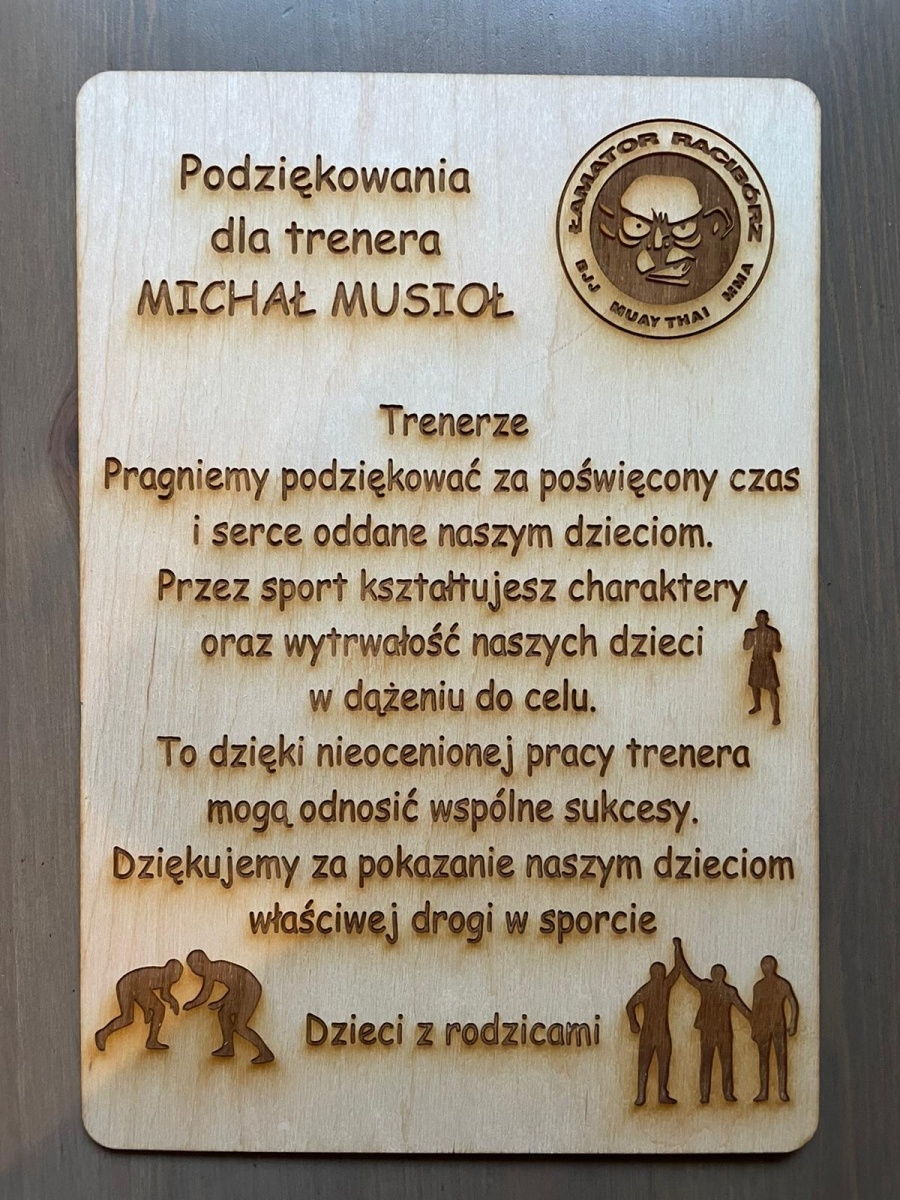 Podziękowania
dla trenera
MICHAŁ MUSIOŁ
ŁAMATOR RACIBÓRZ
BJJ MUAY THAI MMA
Trenerze
Pragniemy podziękować za poświęcony czas
i serce oddane naszym dzieciom.
Przez sport kształtujesz charaktery
oraz wytrwałość naszych dzieci
w dążeniu do celu.
To dzięki nieocenionej pracy trenera
mogą odnosić wspólne sukcesy.
Dziękujemy za pokazanie naszym dzieciom
właściwej drogi w sporcie
Dzieci z rodzicami